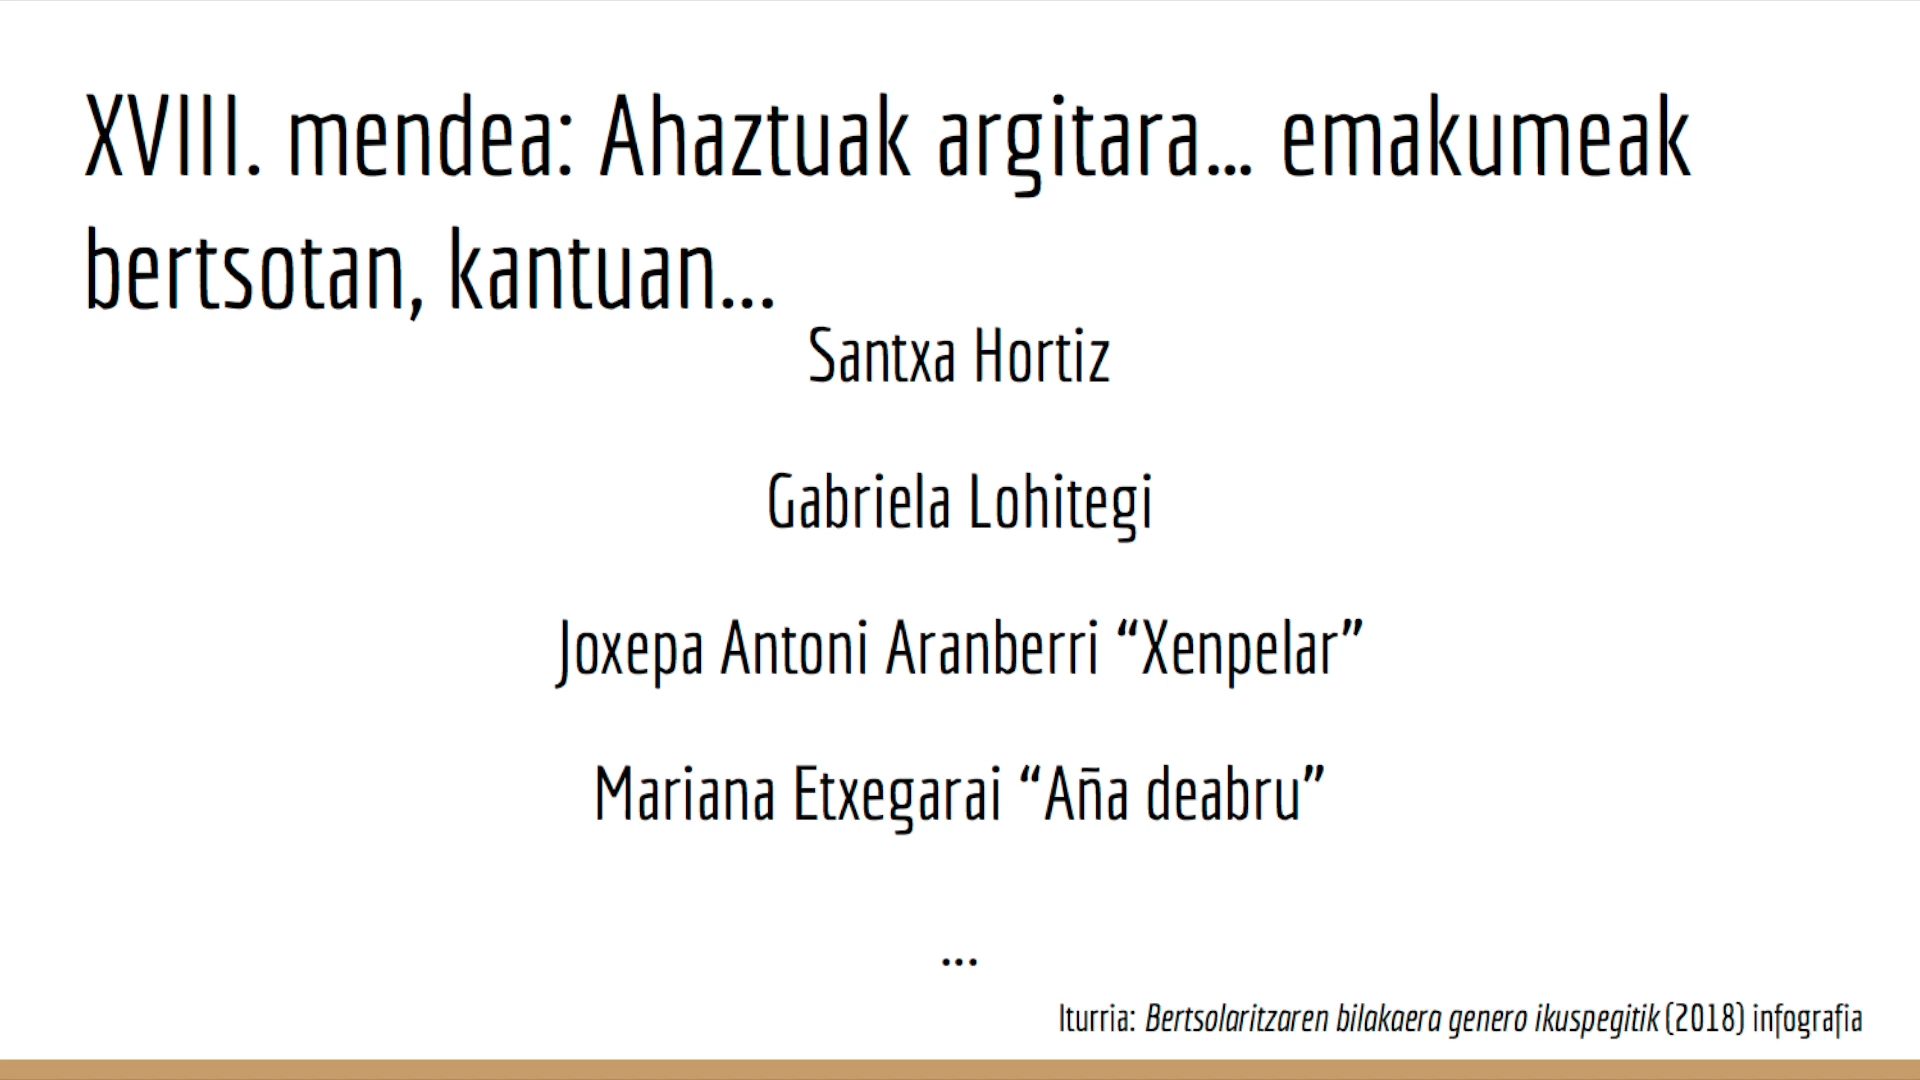 XVIII. mendea: Ahaztuak argitara... emakumeak
bertsotan, kantuan...
Santxa Hortiz
Gabriela Lohitegi
Joxepa Antoni Aranberri “Xenpelar”
Mariana Etxegarai “Aña deabru”
...
Iturria: Bertsolaritzaren bilakaera genero ikuspegitik (2018) infografia